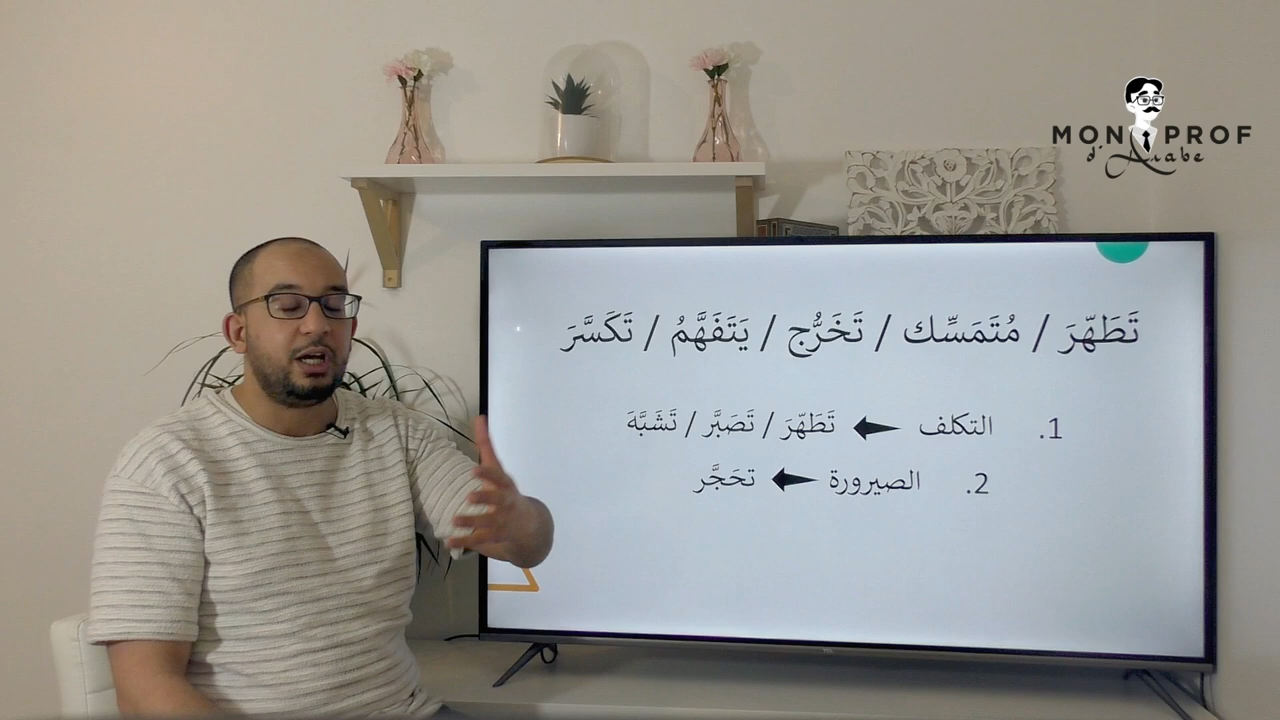 MON PROF
d'Arabe
تَطَهّرَ / مُتَمَسِّك / تَخَرُّج / يَتَفَهَّمُ / تَكَسَّرَ
1. التكلف ← تَطَهّرَ / تَصَبَّر / تَشَبَّهَ
2. الصيرورة ← تحَجَّر